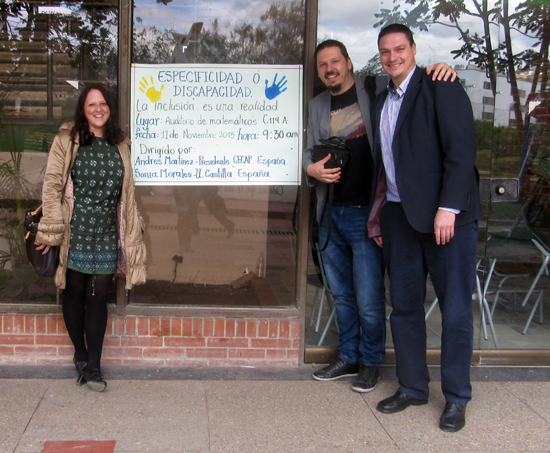 ESPECIFICIDAD Ó
DISCAPACIDAD.
La inclusión es una realidad
Lugar: Auditorio de matemáticas C114 A
y
fecha: 11 de Noviembre 2015 hora: 9:30 am
Dirigido por:
Andres Martinez-Presidente CECAP España
Sonia Morales-U. Castilla España